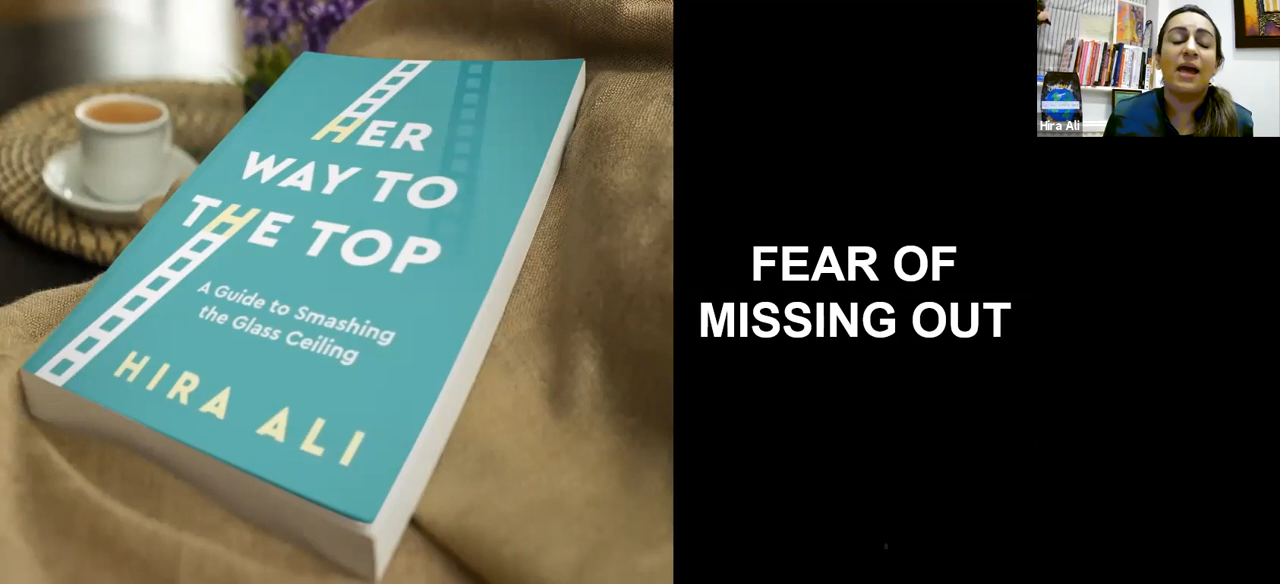 HER
WAY TO
THE TOP
A Guide to Smashing
the Glass Ceiling
HIRA ALI
FEAR OF
MISSING OUT
Hira Ali